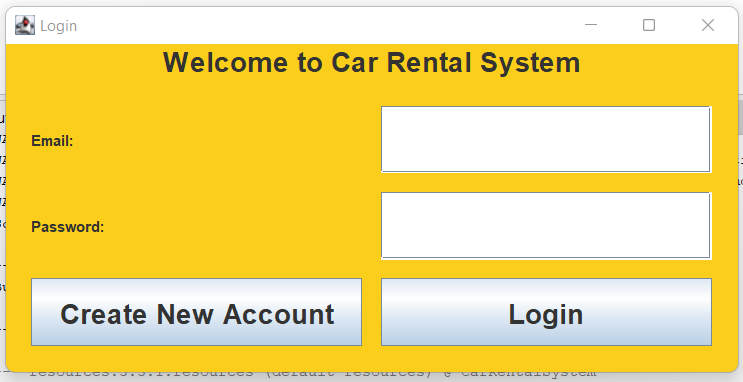 Login
Welcome to Car Rental System
Email:
Password:
Create New Account
Login
resources:3.3.1:resources (default resources) @ CarRentalSystem